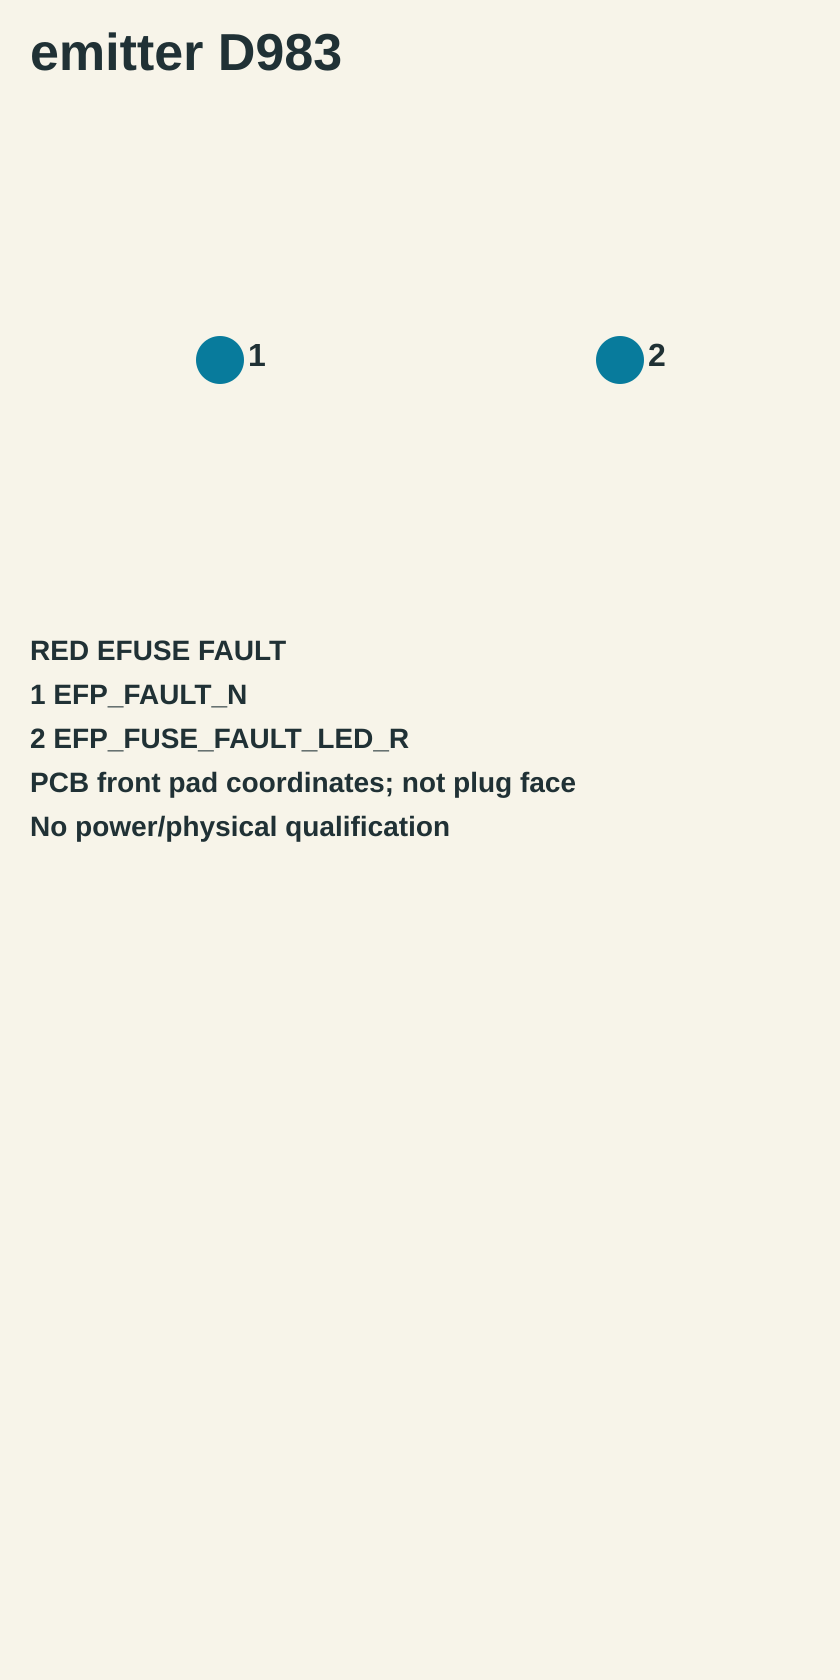 emitter D983
1
2
RED EFUSE FAULT
1 EFP_FAULT_N
2 EFP_FUSE_FAULT_LED_R
PCB front pad coordinates; not plug face
No power/physical qualification